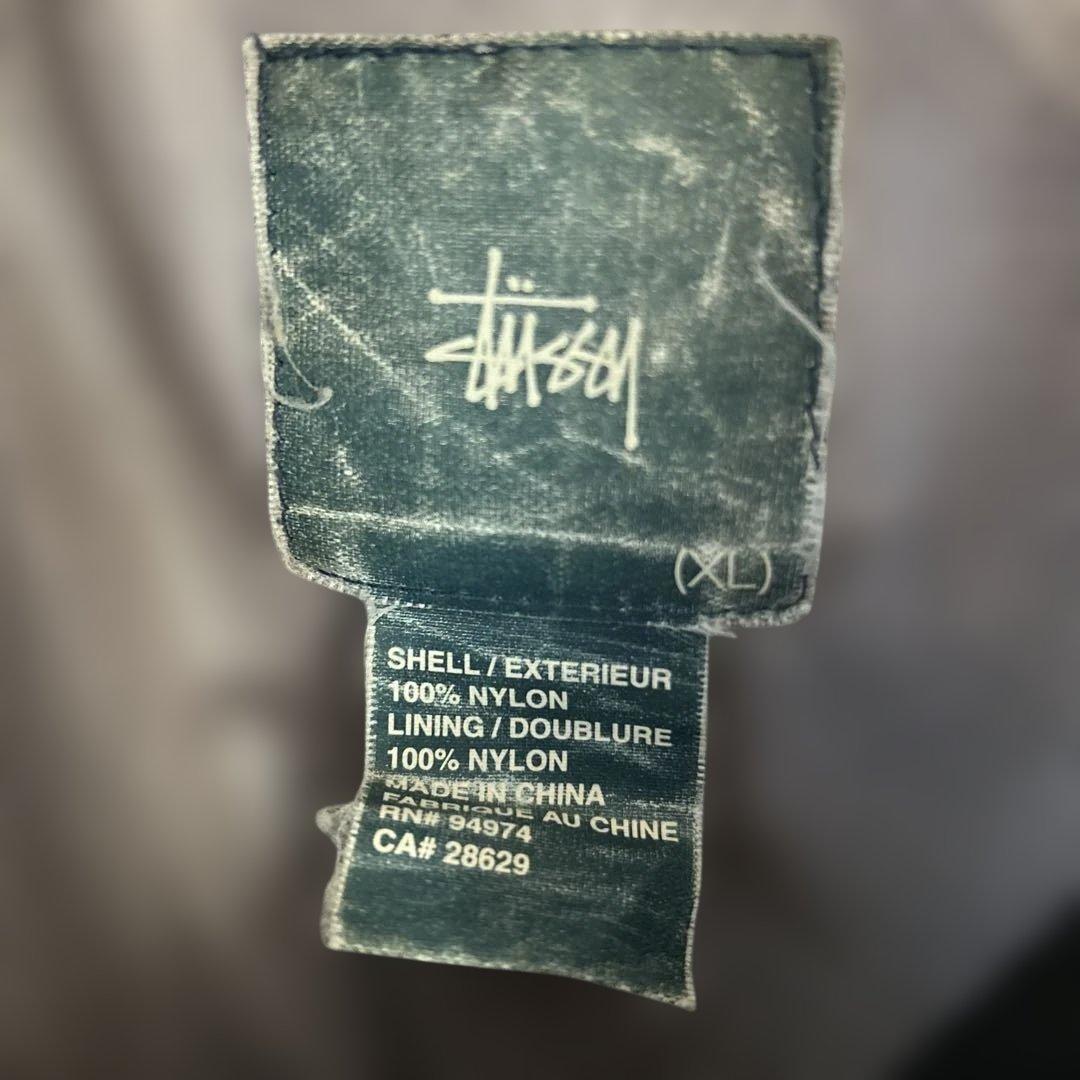 Stüssy
(XL)
SHELL / EXTERIEUR
100% NYLON
LINING / DOUBLURE
100% NYLON
MADE IN CHINA
FABRIQUE AU CHINE
RN# 94974
CA# 28629